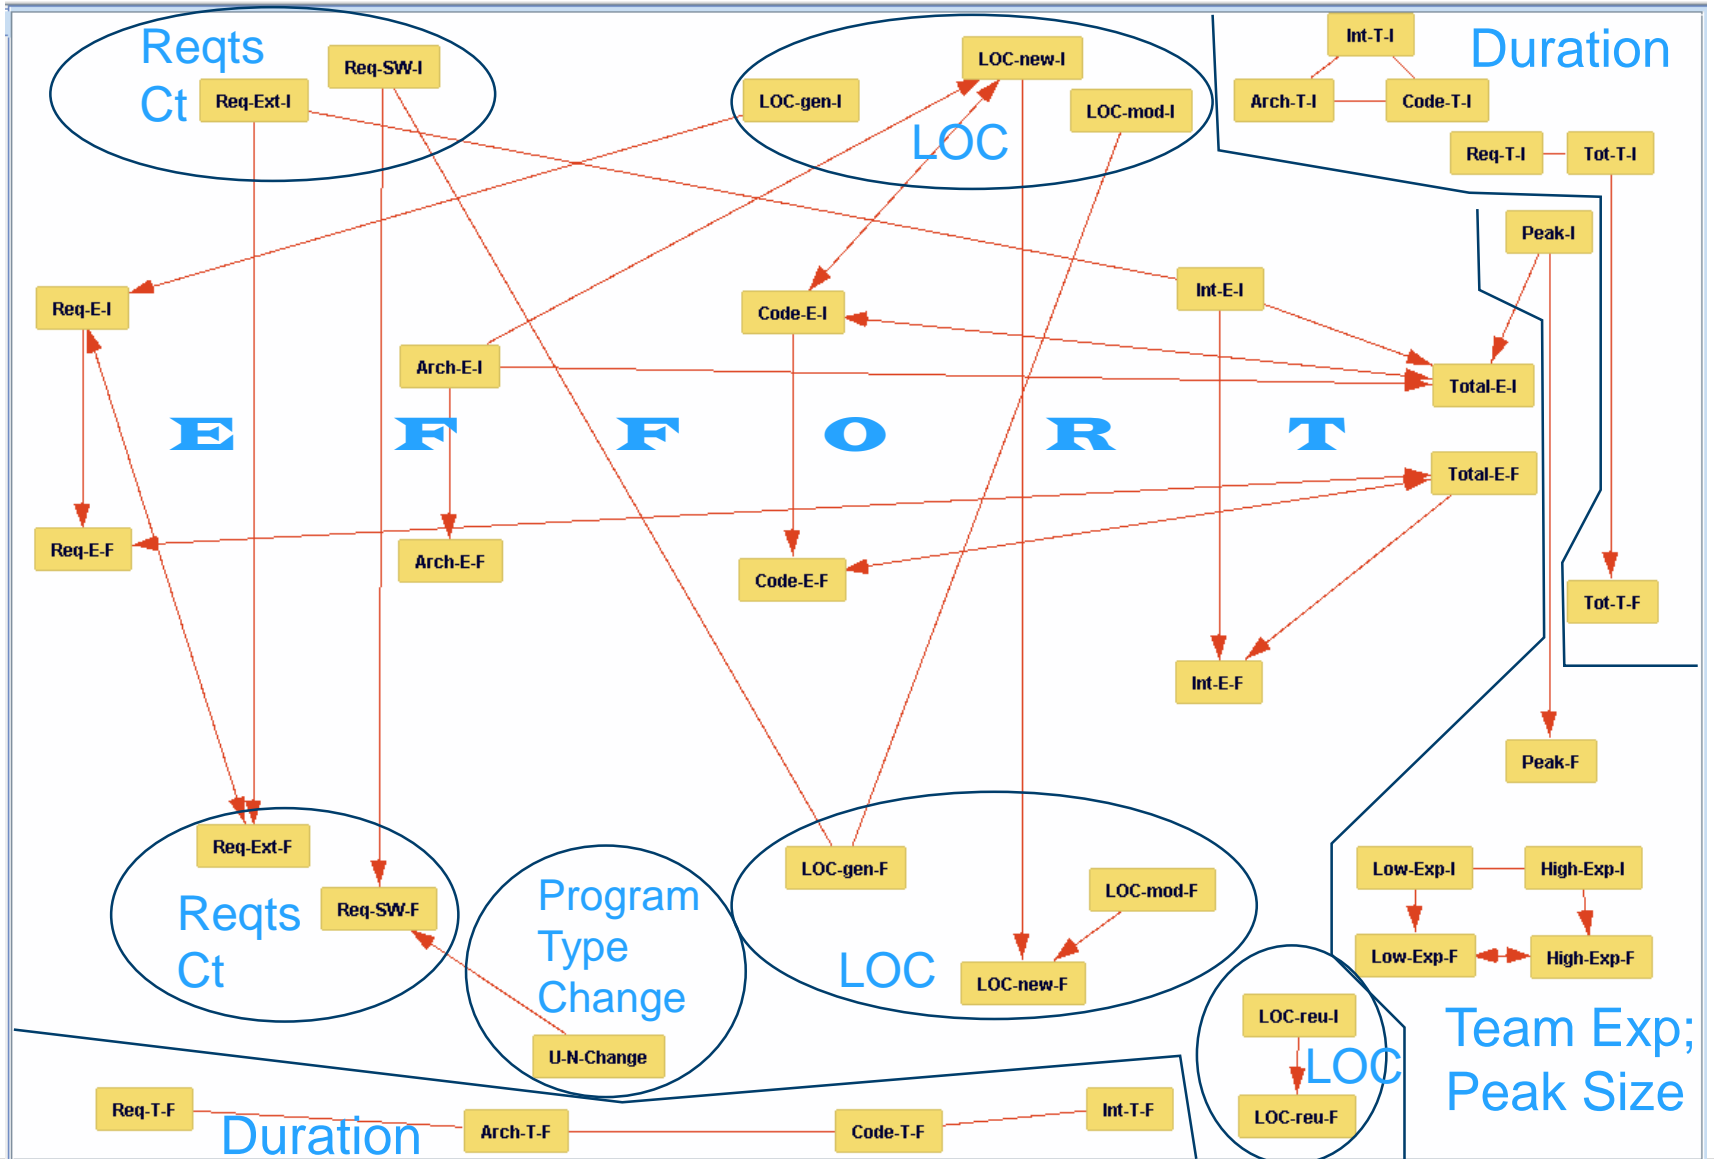 Reqts
Ct
Req-SW-I
Req-Ext-I
LOC-new-I
LOC-gen-I
LOC-mod-I
LOC
Int-T-I
Duration
Arch-T-I
Code-T-I
Req-T-I
Tot-T-I
Peak-I
Req-E-I
Code-E-I
Int-E-I
Arch-E-I
Total-E-I
E F F O R T
Total-E-F
Req-E-F
Arch-E-F
Code-E-F
Tot-T-F
Int-E-F
Peak-F
Req-Ext-F
Reqts
Ct
Req-SW-F
Program
Type
Change
U-N-Change
LOC-gen-F
LOC-mod-F
LOC
LOC-new-F
Low-Exp-I
High-Exp-I
Low-Exp-F
High-Exp-F
LOC-reu-I
LOC
LOC-reu-F
Team Exp;
Peak Size
Req-T-F
Duration
Arch-T-F
Code-T-F
Int-T-F